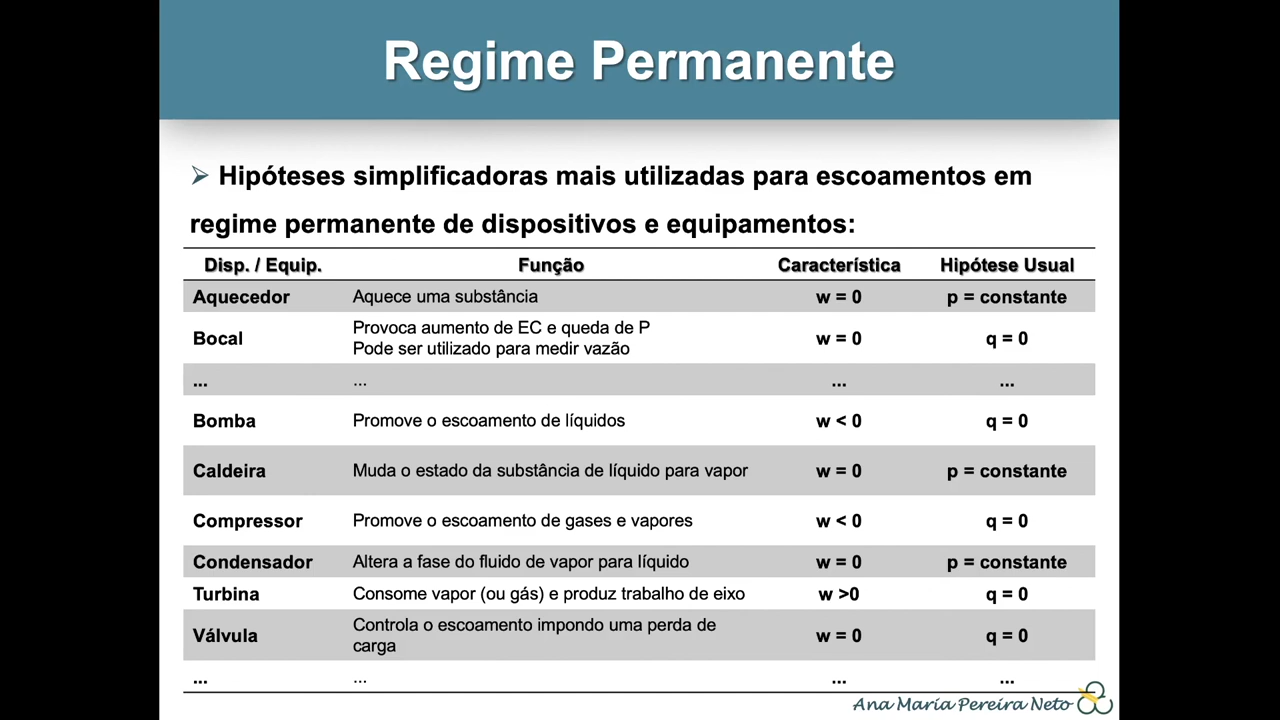 Regime Permanente
➢ Hipóteses simplificadoras mais utilizadas para escoamentos em
regime permanente de dispositivos e equipamentos:
Disp. / Equip. Função Característica Hipótese Usual
Aquecedor Aquece uma substância w = 0 p = constante
Bocal Provoca aumento de EC e queda de P
Pode ser utilizado para medir vazão w = 0 q = 0
... ... ... ...
Bomba Promove o escoamento de líquidos w < 0 q = 0
Caldeira Muda o estado da substância de líquido para vapor w = 0 p = constante
Compressor Promove o escoamento de gases e vapores w < 0 q = 0
Condensador Altera a fase do fluido de vapor para líquido w = 0 p = constante
Turbina Consome vapor (ou gás) e produz trabalho de eixo w >0 q = 0
Válvula Controla o escoamento impondo uma perda de
carga w = 0 q = 0
... ... ... ...
Ana Maria Pereira Neto